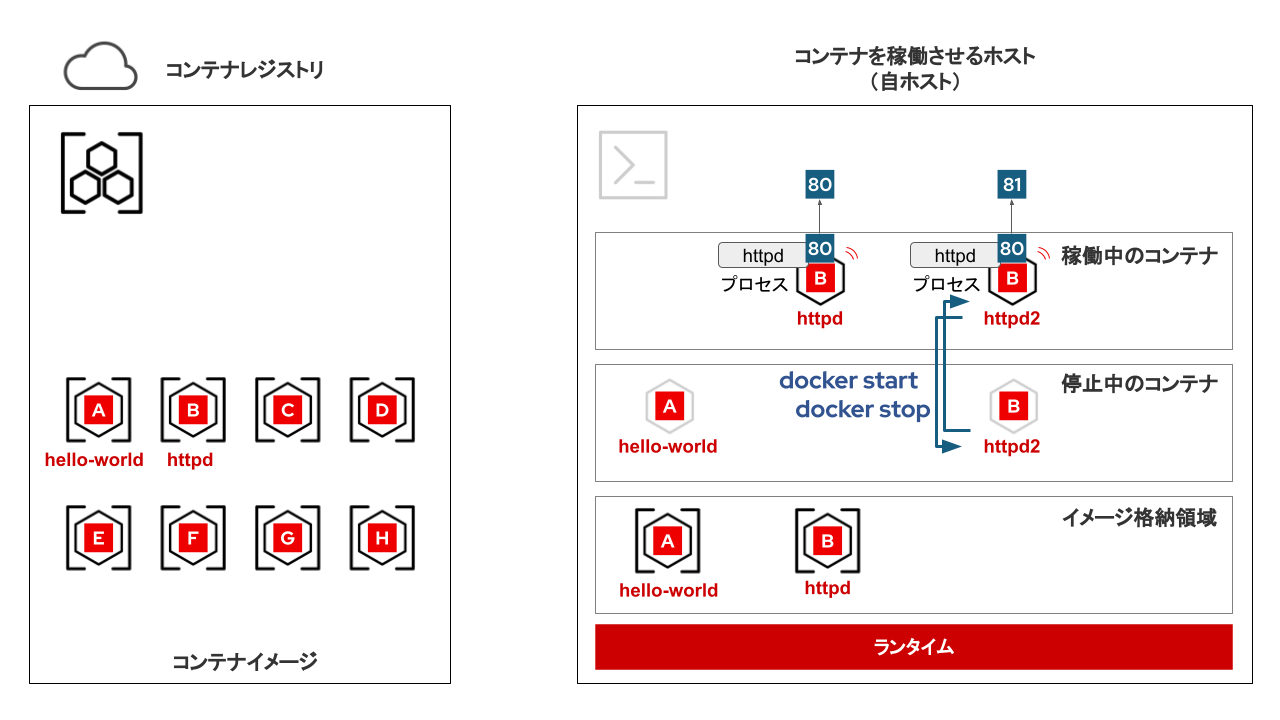 コンテナレジストリ
コンテナを稼働させるホスト
（自ホスト）
80
81
httpd
80
httpd
80
稼働中のコンテナ
プロセス
B
プロセス
B
httpd
httpd2
docker start
docker stop
停止中のコンテナ
A
B
hello-world
httpd2
A
B
C
D
hello-world
httpd
E
F
G
H
コンテナイメージ
イメージ格納領域
A
B
hello-world
httpd
ランタイム